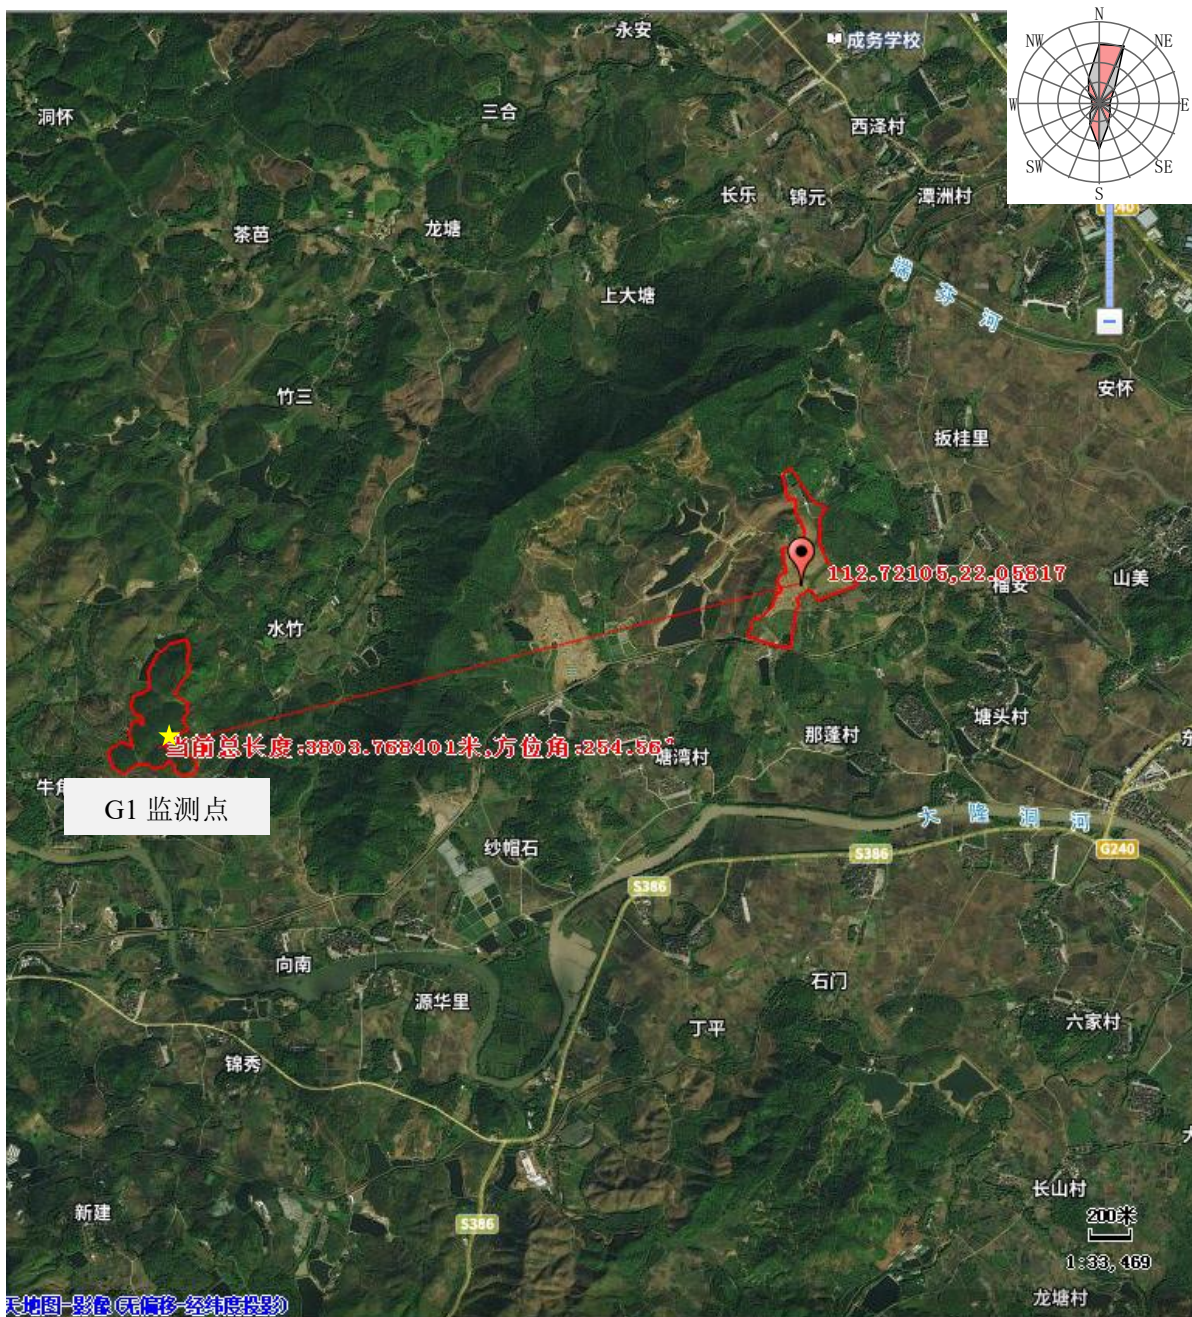 永安
成务学校
N
NW
NE
洞怀
三合
西泽村
W
E
SW
SE
S
长乐
锦元
潭洲村
G240
茶芭
龙塘
端芬河
上大塘
安怀
竹三
扳桂里
112.72105,22.05817
福安
山美
水竹
塘头村
那蓬村
当前总长度:3803.768401米,方位角:254.56°
塘湾村
牛角
G1 监测点
大隆洞河
纱帽石
S386
G240
S386
向南
石门
源华里
丁平
六家村
锦秀
长山村
新建
200米
S386
1:33,469
龙塘村
天地图-影像(无偏移-经纬度投影)